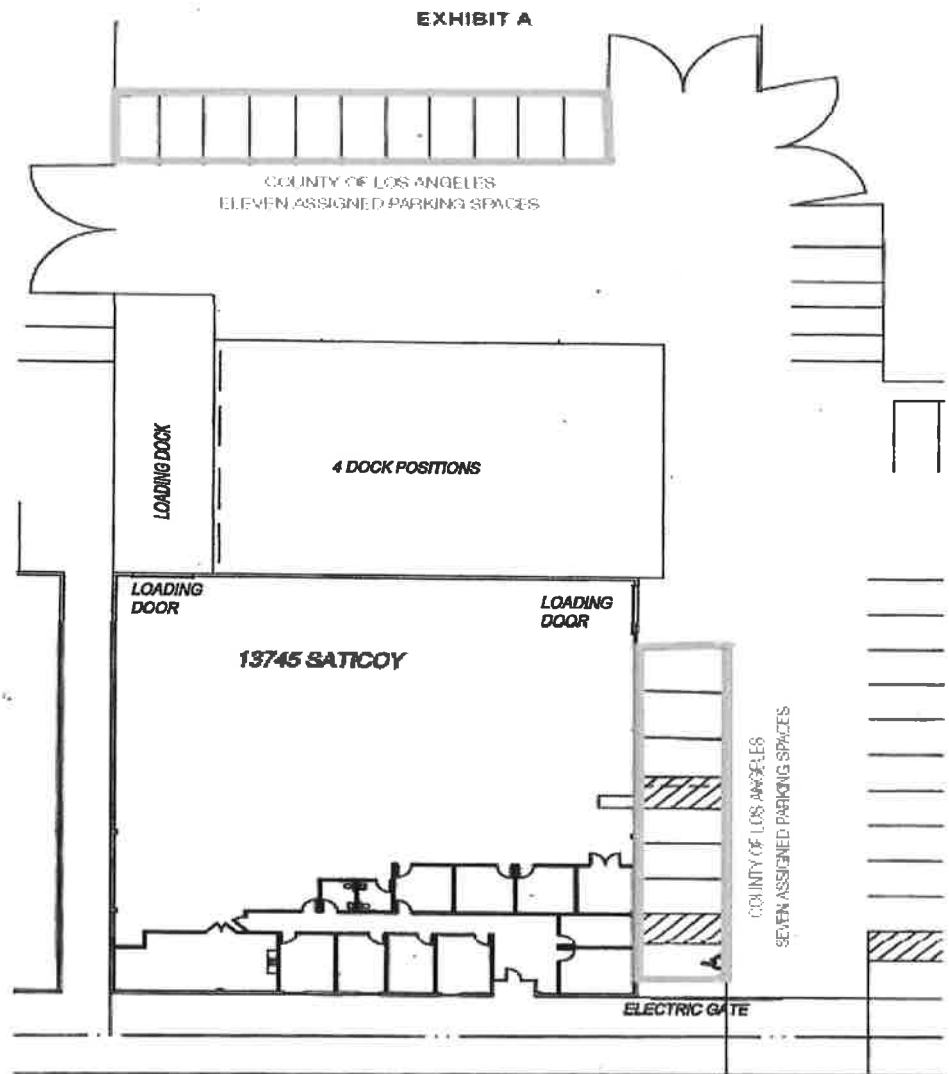 EXHIBIT A
COUNTY OF LOS ANGELES
ELEVEN ASSIGNED PARKING SPACES
LOADING DOCK
4 DOCK POSITIONS
LOADING
DOOR
LOADING
DOOR
13745 SATICOY
COUNTY OF LOS ANGELES
SEVEN ASSIGNED PARKING SPACES
ELECTRIC GATE